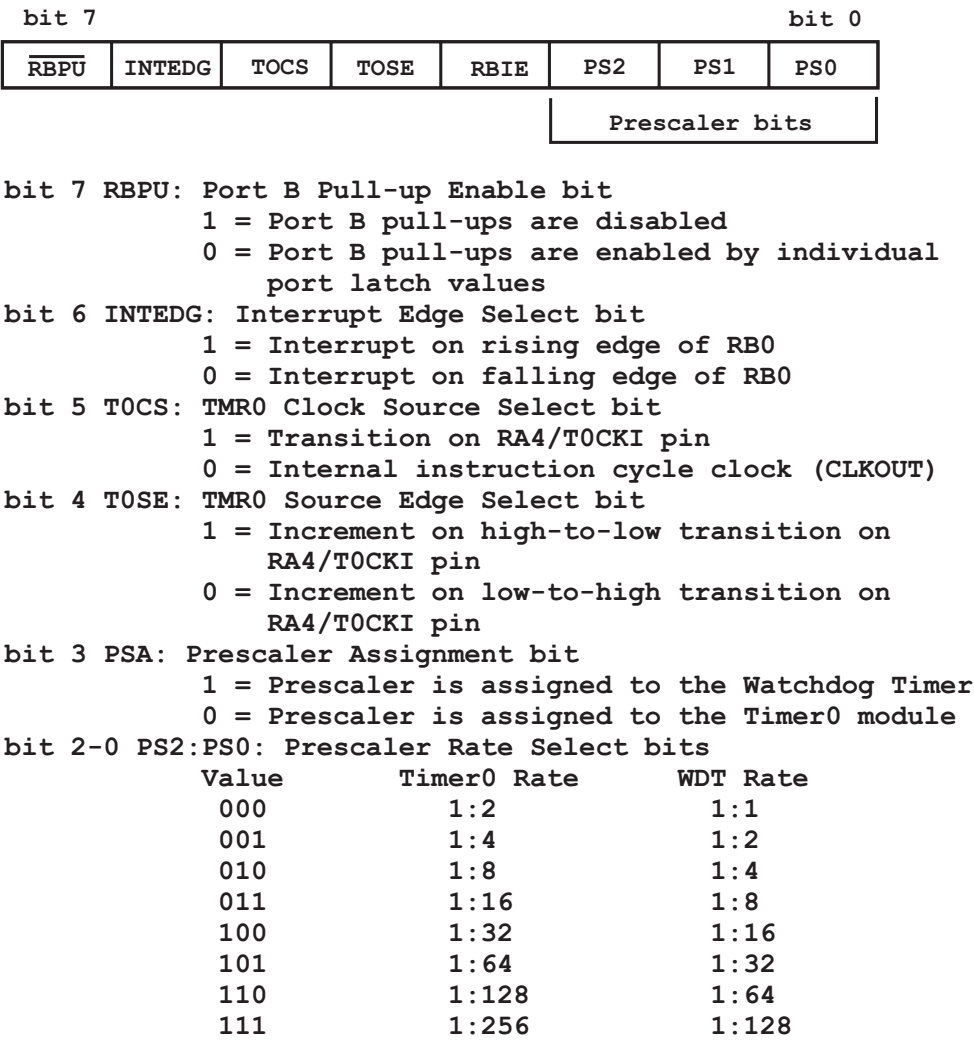 bit 7 bit 0
RBPU INTEDG TOCS TOSE RBIE PS2 PS1 PS0
Prescaler bits
bit 7 RBPU: Port B Pull-up Enable bit
1 = Port B pull-ups are disabled
0 = Port B pull-ups are enabled by individual
port latch values
bit 6 INTEDG: Interrupt Edge Select bit
1 = Interrupt on rising edge of RB0
0 = Interrupt on falling edge of RB0
bit 5 T0CS: TMR0 Clock Source Select bit
1 = Transition on RA4/T0CKI pin
0 = Internal instruction cycle clock (CLKOUT)
bit 4 T0SE: TMR0 Source Edge Select bit
1 = Increment on high-to-low transition on
RA4/T0CKI pin
0 = Increment on low-to-high transition on
RA4/T0CKI pin
bit 3 PSA: Prescaler Assignment bit
1 = Prescaler is assigned to the Watchdog Timer
0 = Prescaler is assigned to the Timer0 module
bit 2-0 PS2:PS0: Prescaler Rate Select bits
Value Timer0 Rate WDT Rate
000 1:2 1:1
001 1:4 1:2
010 1:8 1:4
011 1:16 1:8
100 1:32 1:16
101 1:64 1:32
110 1:128 1:64
111 1:256 1:128